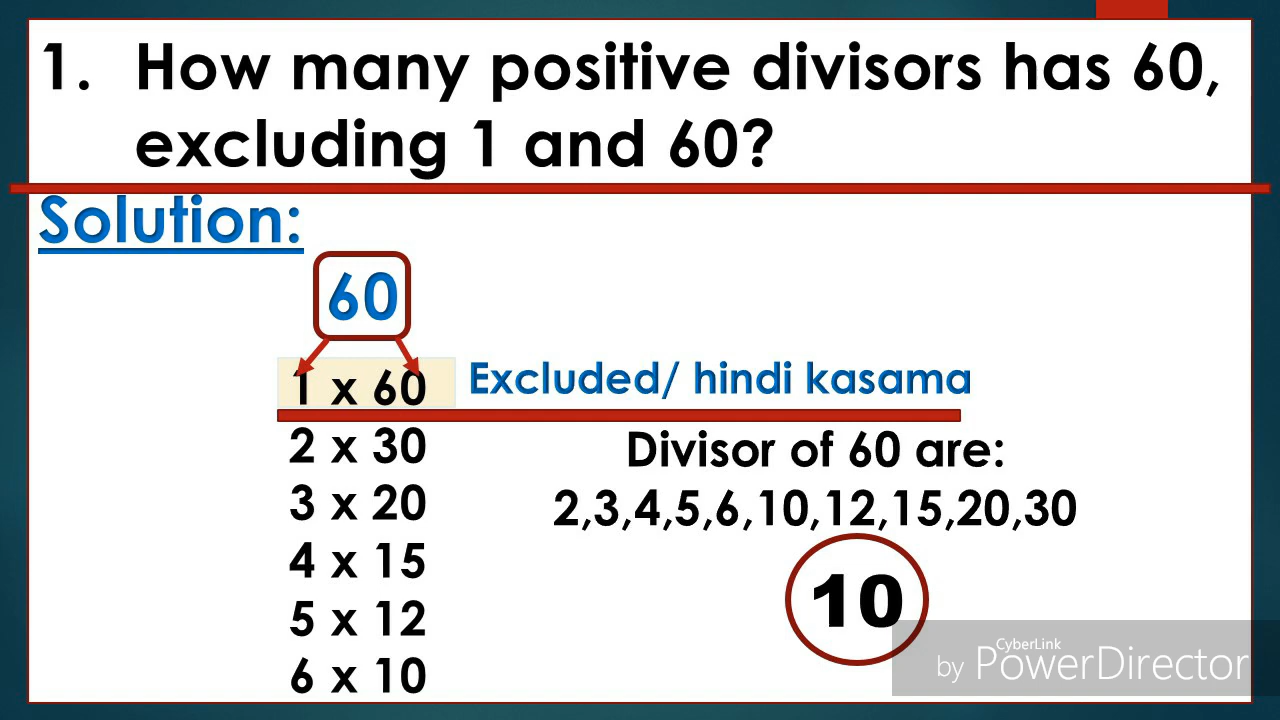 1. How many positive divisors has 60,
excluding 1 and 60?
Solution:
60
1 x 60 Excluded/ hindi kasama
2 x 30
3 x 20
4 x 15
5 x 12
6 x 10
Divisor of 60 are:
2,3,4,5,6,10,12,15,20,30
10
CyberLink
by PowerDirector